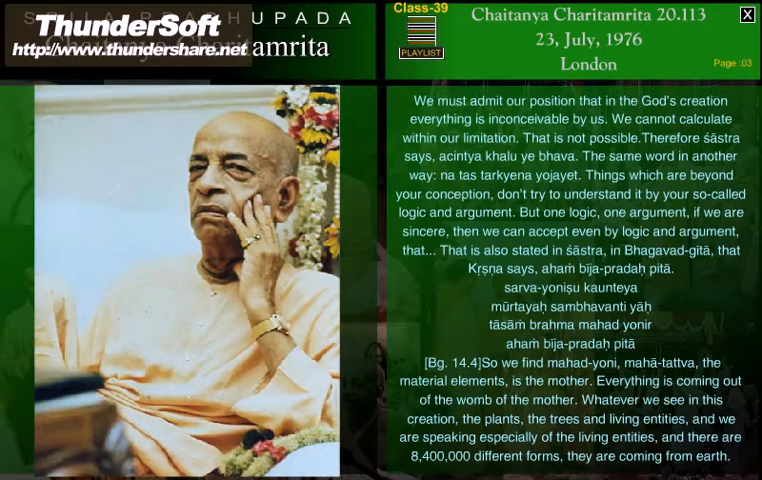 SRILA PRABHUPADA
ThunderSoft
http://www.thundershare.net
Chaitanya Charitamrita
Class-39
PLAYLIST
Chaitanya Charitamrita 20.113
23, July, 1976
London
X
Page :03
We must admit our position that in the God's creation
everything is inconceivable by us. We cannot calculate
within our limitation. That is not possible.Therefore śāstra
says, acintya khalu ye bhava. The same word in another
way: na tas tarkyena yojayet. Things which are beyond
your conception, don't try to understand it by your so-called
logic and argument. But one logic, one argument, if we are
sincere, then we can accept even by logic and argument,
that... That is also stated in śāstra, in Bhagavad-gītā, that
Kṛṣṇa says, ahaṁ bīja-pradaḥ pitā.
sarva-yoniṣu kaunteya
mūrtayaḥ sambhavanti yāḥ
tāsāṁ brahma mahad yonir
ahaṁ bīja-pradaḥ pitā
[Bg. 14.4]So we find mahad-yoni, mahā-tattva, the
material elements, is the mother. Everything is coming out
of the womb of the mother. Whatever we see in this
creation, the plants, the trees and living entities, and we
are speaking especially of the living entities, and there are
8,400,000 different forms, they are coming from earth.